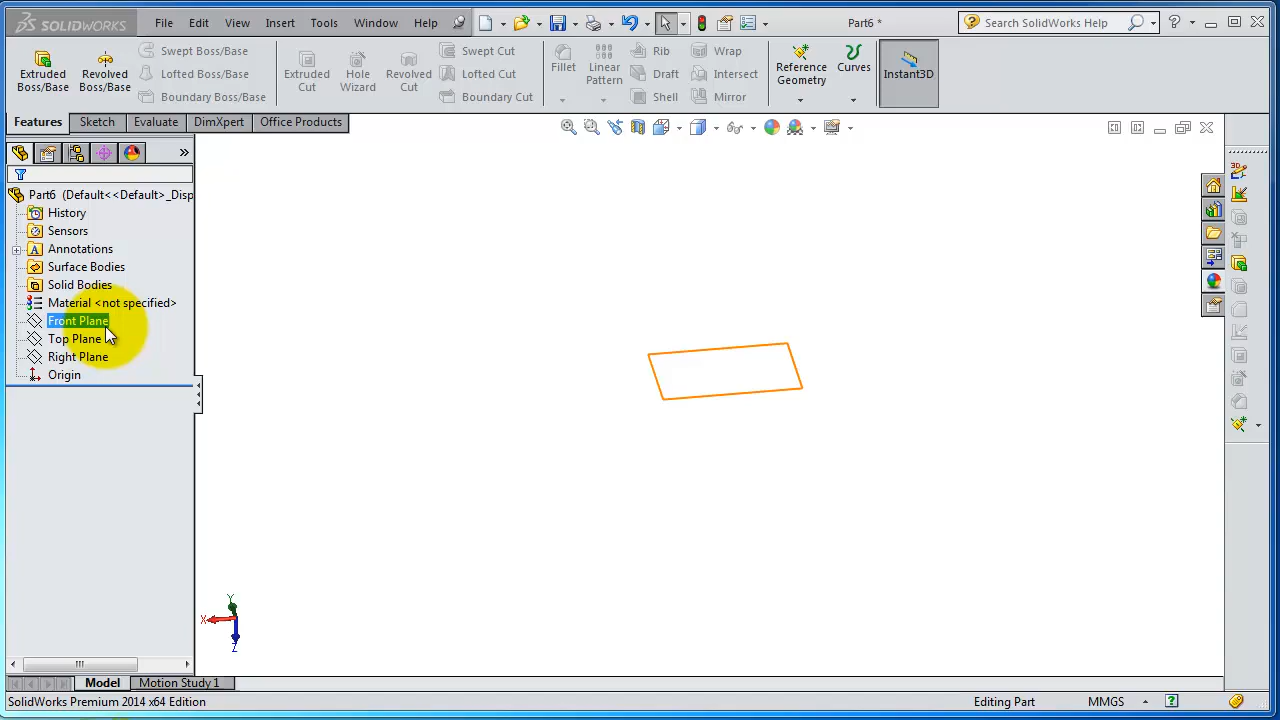 SOLIDWORKS File Edit View Insert Tools Window Help Part6 * Search SolidWorks Help
Extruded Boss/Base
Revolved Boss/Base
Swept Boss/Base
Lofted Boss/Base
Boundary Boss/Base
Extruded Cut
Hole Wizard
Revolved Cut
Swept Cut
Lofted Cut
Boundary Cut
Fillet
Linear Pattern
Rib
Draft
Shell
Wrap
Intersect
Mirror
Reference Geometry
Curves
Instant3D
Features Sketch Evaluate DimXpert Office Products
Part6 (Default<<Default>_Disp
History
Sensors
Annotations
Surface Bodies
Solid Bodies
Material <not specified>
Front Plane
Top Plane
Right Plane
Origin
Y
X
Z
Model Motion Study 1
SolidWorks Premium 2014 x64 Edition Editing Part MMGS